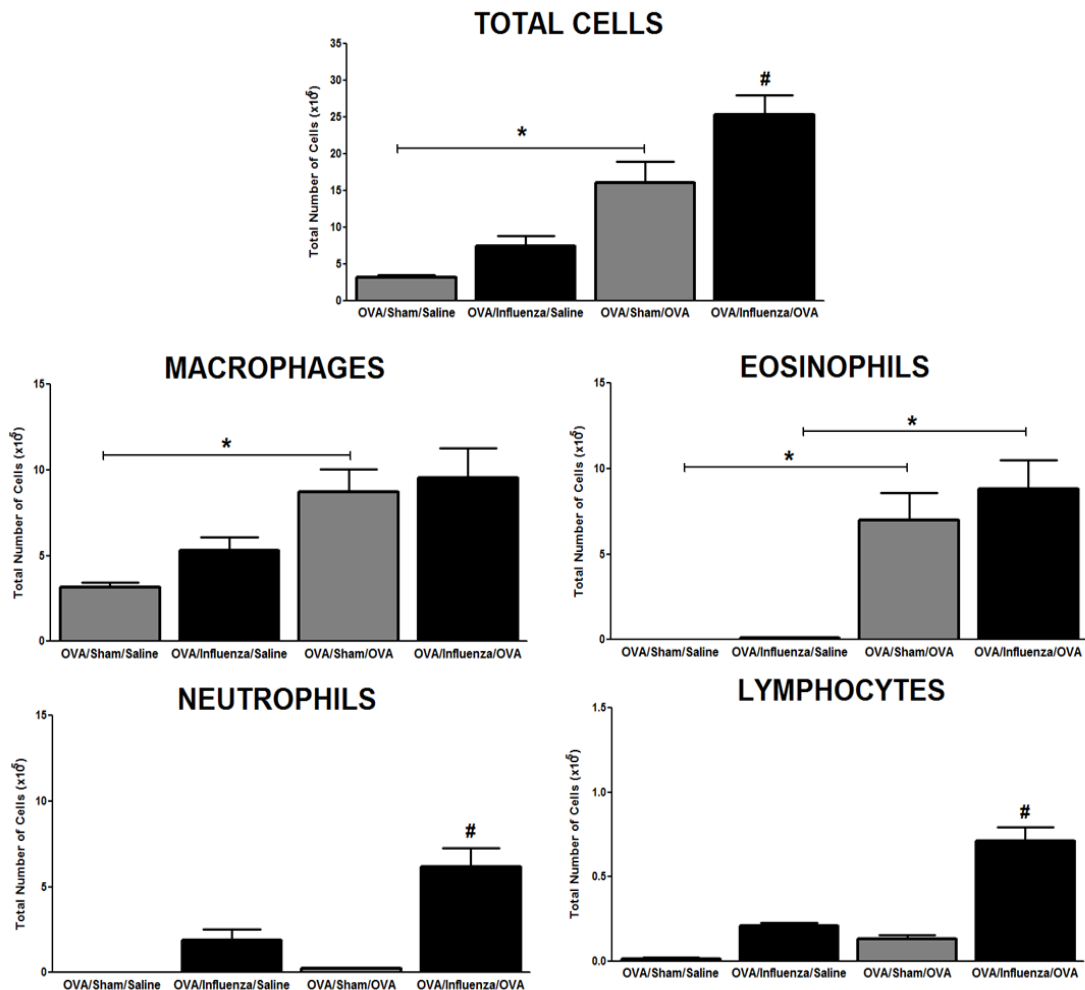 TOTAL CELLS
Total Number of Cells (x10⁶)
35
30
25
20
15
10
5
0
*
#
OVA/Sham/Saline OVA/Influenza/Saline OVA/Sham/OVA OVA/Influenza/OVA
MACROPHAGES
Total Number of Cells (x10⁶)
15
10
5
0
*
OVA/Sham/Saline OVA/Influenza/Saline OVA/Sham/OVA OVA/Influenza/OVA
EOSINOPHILS
Total Number of Cells (x10⁶)
15
10
5
0
*
*
OVA/Sham/Saline OVA/Influenza/Saline OVA/Sham/OVA OVA/Influenza/OVA
NEUTROPHILS
Total Number of Cells (x10⁶)
15
10
5
0
#
OVA/Sham/Saline OVA/Influenza/Saline OVA/Sham/OVA OVA/Influenza/OVA
LYMPHOCYTES
Total Number of Cells (x10⁶)
1.5
1.0
0.5
0.0
#
OVA/Sham/Saline OVA/Influenza/Saline OVA/Sham/OVA OVA/Influenza/OVA